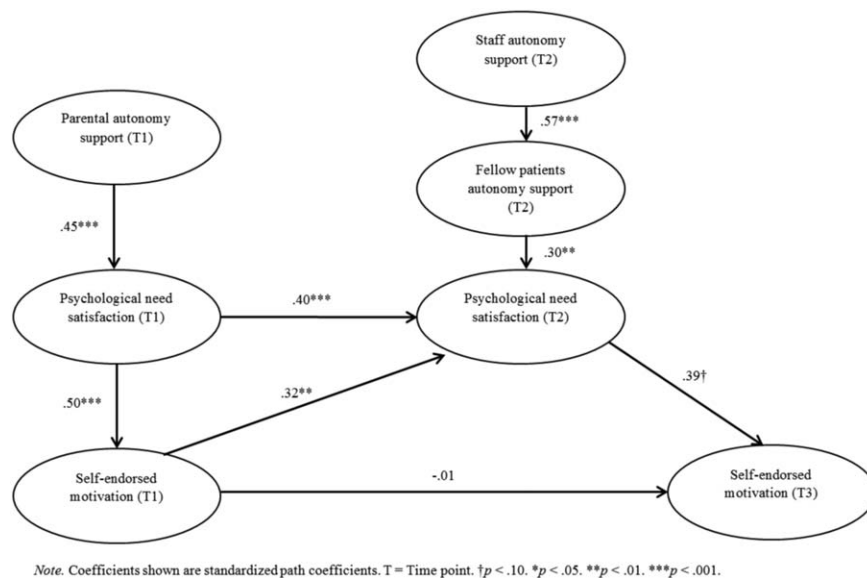 Staff autonomy
support (T2)
Parental autonomy
support (T1)
.57***
Fellow patients
autonomy support
(T2)
.45***
.30**
Psychological need
satisfaction (T1)
.40***
Psychological need
satisfaction (T2)
.50***
.32**
.39†
Self-endorsed
motivation (T1)
-.01
Self-endorsed
motivation (T3)
Note. Coefficients shown are standardized path coefficients. T = Time point. †p < .10. *p < .05. **p < .01. ***p < .001.